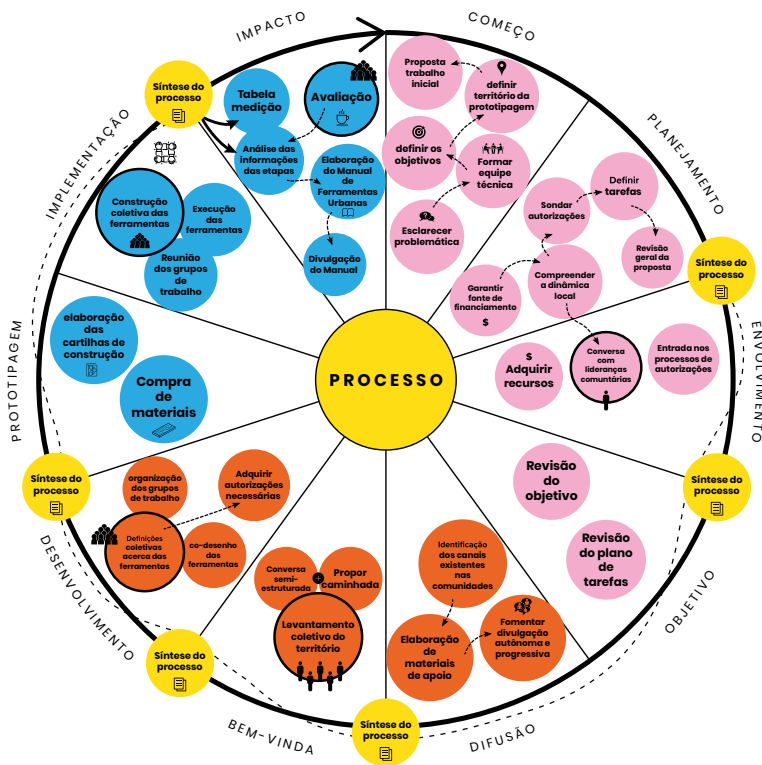 IMPACTO
COMEÇO
PLANEJAMENTO
ENVOLVIMENTO
OBJETIVO
DIFUSÃO
BEM-VINDA
DESENVOLVIMENTO
PROTOTIPAGEM
IMPLEMENTAÇÃO
PROCESSO
Proposta
trabalho
inicial
definir
território da
prototipagem
definir os
objetivos
Formar
equipe
técnica
Esclarecer
problemática
Definir
tarefas
Sondar
autorizações
Revisão
geral da
proposta
Compreender
a dinâmica
local
Garantir
fonte de
financiamento
$
Síntese do
processo
$
Adquirir
recursos
Conversa
com
lideranças
comuntárias
Entrada nos
processos de
autorizações
Síntese do
processo
Revisão
do
objetivo
Revisão
do plano
de
tarefas
Identificação
dos canais
existentes
nas
comunidades
Elaboração
de
materiais
de apoio
Fomentar
divulgação
autônoma e
progressiva
Síntese do
processo
Conversa
semi-
estruturada
+
Propor
caminhada
Levantamento
coletivo do
território
Síntese do
processo
organização
dos grupos
de trabalho
Adquirir
autorizações
necessárias
Definições
coletivas
acerca das
ferramentas
co-desenho
das
ferramentas
Síntese do
processo
elaboração
das
cartilhas de
construção
Compra
de
materiais
Construção
coletiva das
ferramentas
Execução
das
ferramentas
Reunião
dos grupos
de
trabalho
Síntese do
processo
Tabela
medição
Avaliação
Análise das
informações
das etapas
Elaboração
do Manual
de
Ferramentas
Urbanas
Divulgação
do Manual